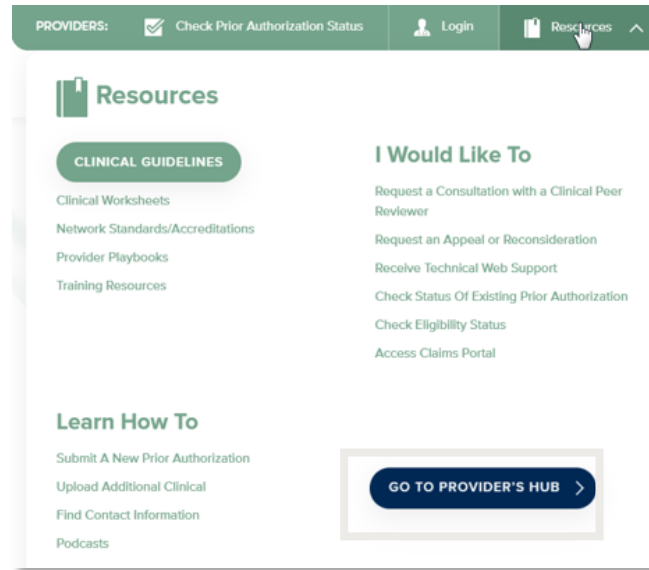 PROVIDERS: Check Prior Authorization Status Login Resources
Resources
CLINICAL GUIDELINES
Clinical Worksheets
Network Standards/Accreditations
Provider Playbooks
Training Resources
I Would Like To
Request a Consultation with a Clinical Peer
Reviewer
Request an Appeal or Reconsideration
Receive Technical Web Support
Check Status Of Existing Prior Authorization
Check Eligibility Status
Access Claims Portal
Learn How To
Submit A New Prior Authorization
Upload Additional Clinical
Find Contact Information
Podcasts
GO TO PROVIDER'S HUB